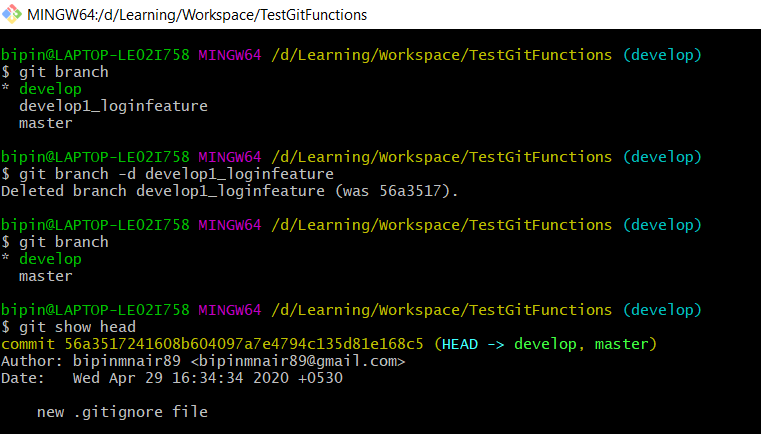 MINGW64:/d/Learning/Workspace/TestGitFunctions
bipin@LAPTOP-LE02I758 MINGW64 /d/Learning/Workspace/TestGitFunctions (develop)
$ git branch
* develop
  develop1_loginfeature
  master
bipin@LAPTOP-LE02I758 MINGW64 /d/Learning/Workspace/TestGitFunctions (develop)
$ git branch -d develop1_loginfeature
Deleted branch develop1_loginfeature (was 56a3517).
bipin@LAPTOP-LE02I758 MINGW64 /d/Learning/Workspace/TestGitFunctions (develop)
$ git branch
* develop
  master
bipin@LAPTOP-LE02I758 MINGW64 /d/Learning/Workspace/TestGitFunctions (develop)
$ git show head
commit 56a3517241608b604097a7e4794c135d81e168c5 (HEAD -> develop, master)
Author: bipinmnair89 <bipinmnair89@gmail.com>
Date:   Wed Apr 29 16:34:34 2020 +0530
    new .gitignore file